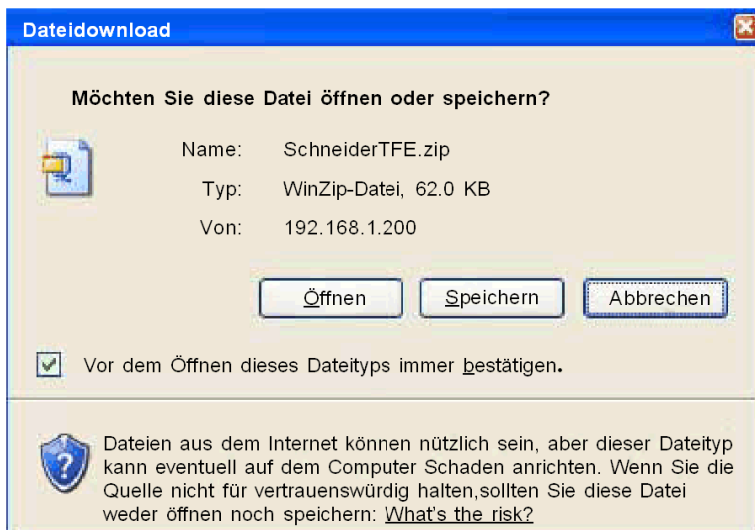 Dateidownload
Möchten Sie diese Datei öffnen oder speichern?
Name: SchneiderTFE.zip
Typ: WinZip-Datei, 62.0 KB
Von: 192.168.1.200
Öffnen Speichern Abbrechen
Vor dem Öffnen dieses Dateityps immer bestätigen.
Dateien aus dem Internet können nützlich sein, aber dieser Dateityp
kann eventuell auf dem Computer Schaden anrichten. Wenn Sie die
Quelle nicht für vertrauenswürdig halten,sollten Sie diese Datei
weder öffnen noch speichern: What's the risk?